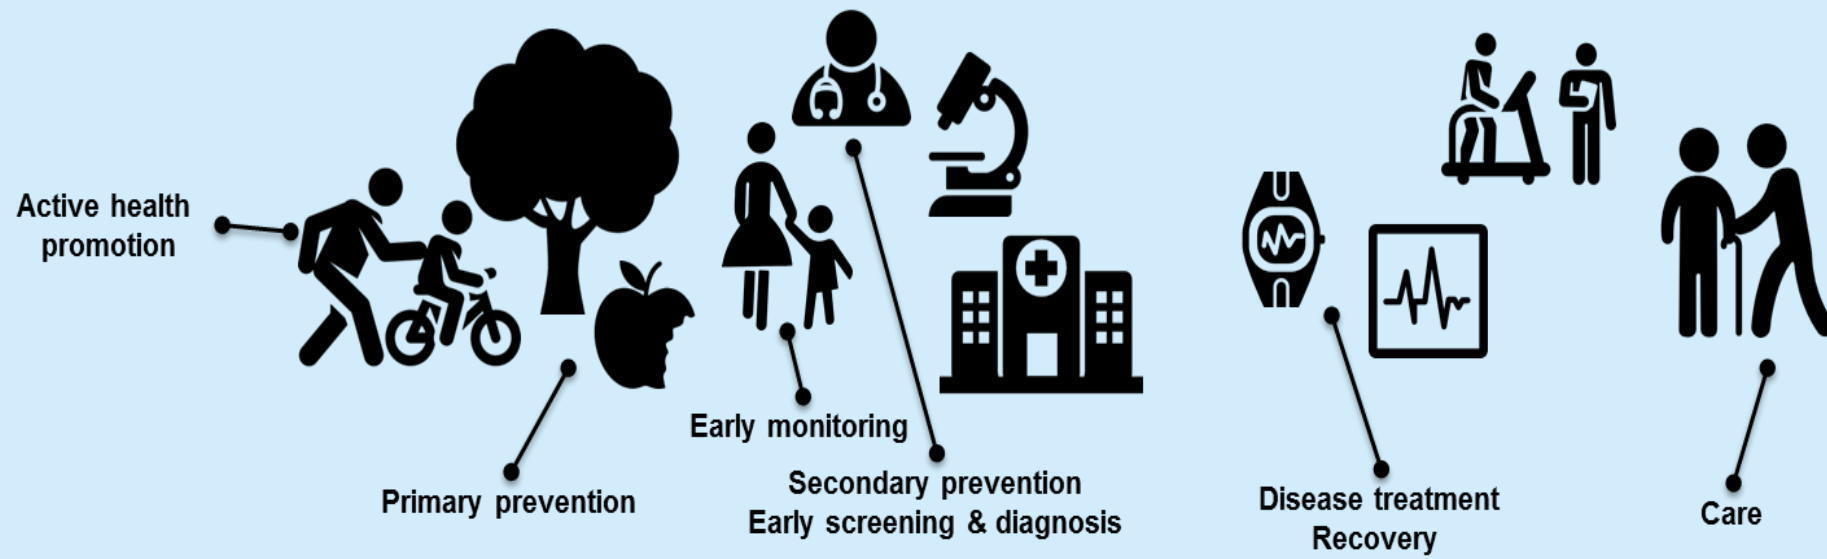 Active health
promotion
Primary prevention
Early monitoring
Secondary prevention
Early screening & diagnosis
Disease treatment
Recovery
Care